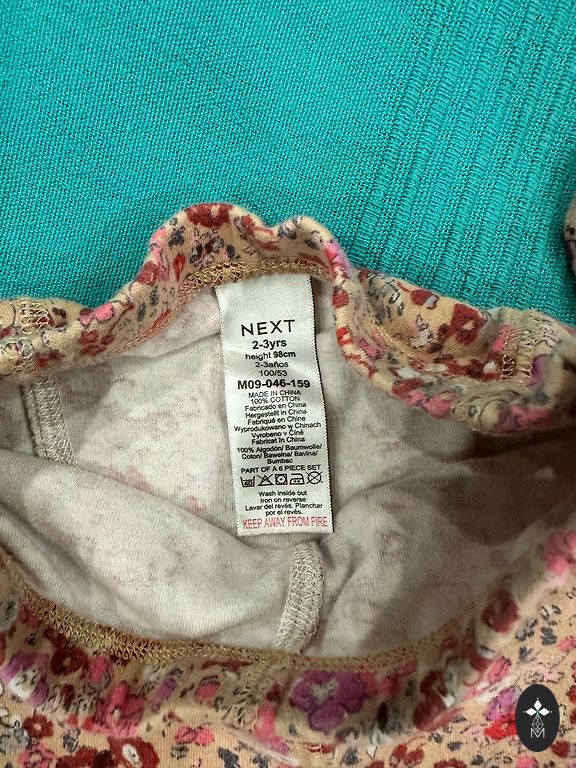 NEXT
2-3yrs
height 98cm
2-3años
100/53
M09-046-159
MADE IN CHINA
100% COTTON
Fabricado en China
Hergestellt in China
Fabriqué en Chine
Wyprodukowano w Chinach
Vyrobeno v Číně
Fabricat in China
100% Algodón/ Baumwolle/
Coton/ Bawełna/ Bavlna/
Bumbac
PART OF A 6 PIECE SET
Wash inside out
Iron on reverse
Lavar del revés. Planchar
por el revés.
KEEP AWAY FROM FIRE
M